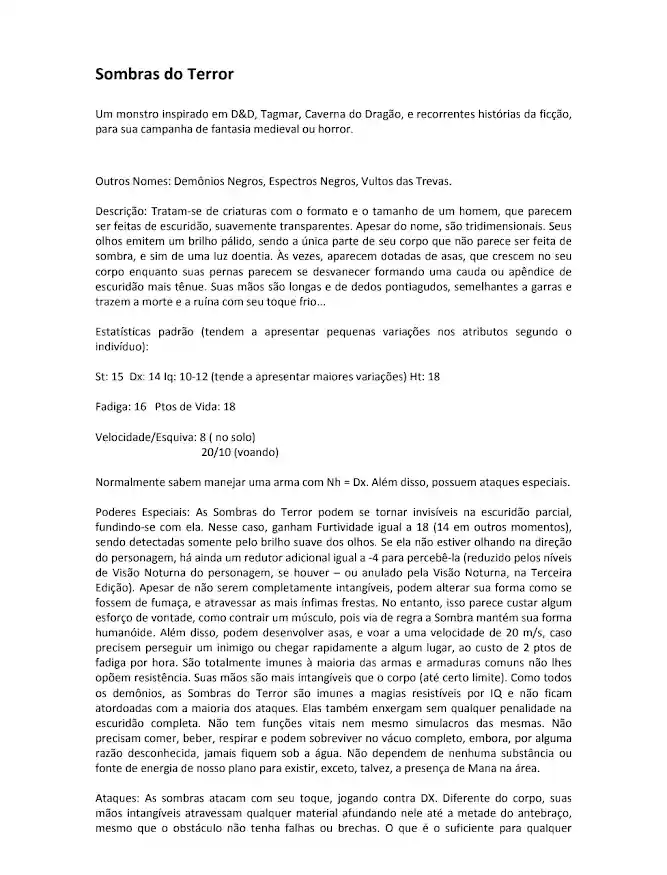 Sombras do Terror
Um monstro inspirado em D&D, Tagmar, Caverna do Dragão, e recorrentes histórias da ficção,
para sua campanha de fantasia medieval ou horror.
Outros Nomes: Demônios Negros, Espectros Negros, Vultos das Trevas.
Descrição: Tratam-se de criaturas com o formato e o tamanho de um homem, que parecem
ser feitas de escuridão, suavemente transparentes. Apesar do nome, são tridimensionais. Seus
olhos emitem um brilho pálido, sendo a única parte de seu corpo que não parece ser feita de
sombra, e sim de uma luz doentia. Às vezes, aparecem dotadas de asas, que crescem no seu
corpo enquanto suas pernas parecem se desvanecer formando uma cauda ou apêndice de
escuridão mais tênue. Suas mãos são longas e de dedos pontiagudos, semelhantes a garras e
trazem a morte e a ruína com seu toque frio...
Estatísticas padrão (tendem a apresentar pequenas variações nos atributos segundo o
indivíduo):
St: 15 Dx: 14 Iq: 10-12 (tende a apresentar maiores variações) Ht: 18
Fadiga: 16 Ptos de Vida: 18
Velocidade/Esquiva: 8 ( no solo)
20/10 (voando)
Normalmente sabem manejar uma arma com Nh = Dx. Além disso, possuem ataques especiais.
Poderes Especiais: As Sombras do Terror podem se tornar invisíveis na escuridão parcial,
fundindo-se com ela. Nesse caso, ganham Furtividade igual a 18 (14 em outros momentos),
sendo detectadas somente pelo brilho suave dos olhos. Se ela não estiver olhando na direção
do personagem, há ainda um redutor adicional igual a -4 para percebê-la (reduzido pelos níveis
de Visão Noturna do personagem, se houver – ou anulado pela Visão Noturna, na Terceira
Edição). Apesar de não serem completamente intangíveis, podem alterar sua forma como se
fossem de fumaça, e atravessar as mais ínfimas frestas. No entanto, isso parece custar algum
esforço de vontade, como contrair um músculo, pois via de regra a Sombra mantém sua forma
humanóide. Além disso, podem desenvolver asas, e voar a uma velocidade de 20 m/s, caso
precisem perseguir um inimigo ou chegar rapidamente a algum lugar, ao custo de 2 ptos de
fadiga por hora. São totalmente imunes à maioria das armas e armaduras comuns não lhes
opõem resistência. Suas mãos são mais intangíveis que o corpo (até certo limite). Como todos
os demônios, as Sombras do Terror são imunes a magias resistíveis por IQ e não ficam
atordoadas com a maioria dos ataques. Elas também enxergam sem qualquer penalidade na
escuridão completa. Não tem funções vitais nem mesmo simulacros das mesmas. Não
precisam comer, beber, respirar e podem sobreviver no vácuo completo, embora, por alguma
razão desconhecida, jamais fiquem sob a água. Não dependem de nenhuma substância ou
fonte de energia de nosso plano para existir, exceto, talvez, a presença de Mana na área.
Ataques: As sombras atacam com seu toque, jogando contra DX. Diferente do corpo, suas
mãos intangíveis atravessam qualquer material afundando nele até a metade do antebraço,
mesmo que o obstáculo não tenha falhas ou brechas. O que é o suficiente para qualquer